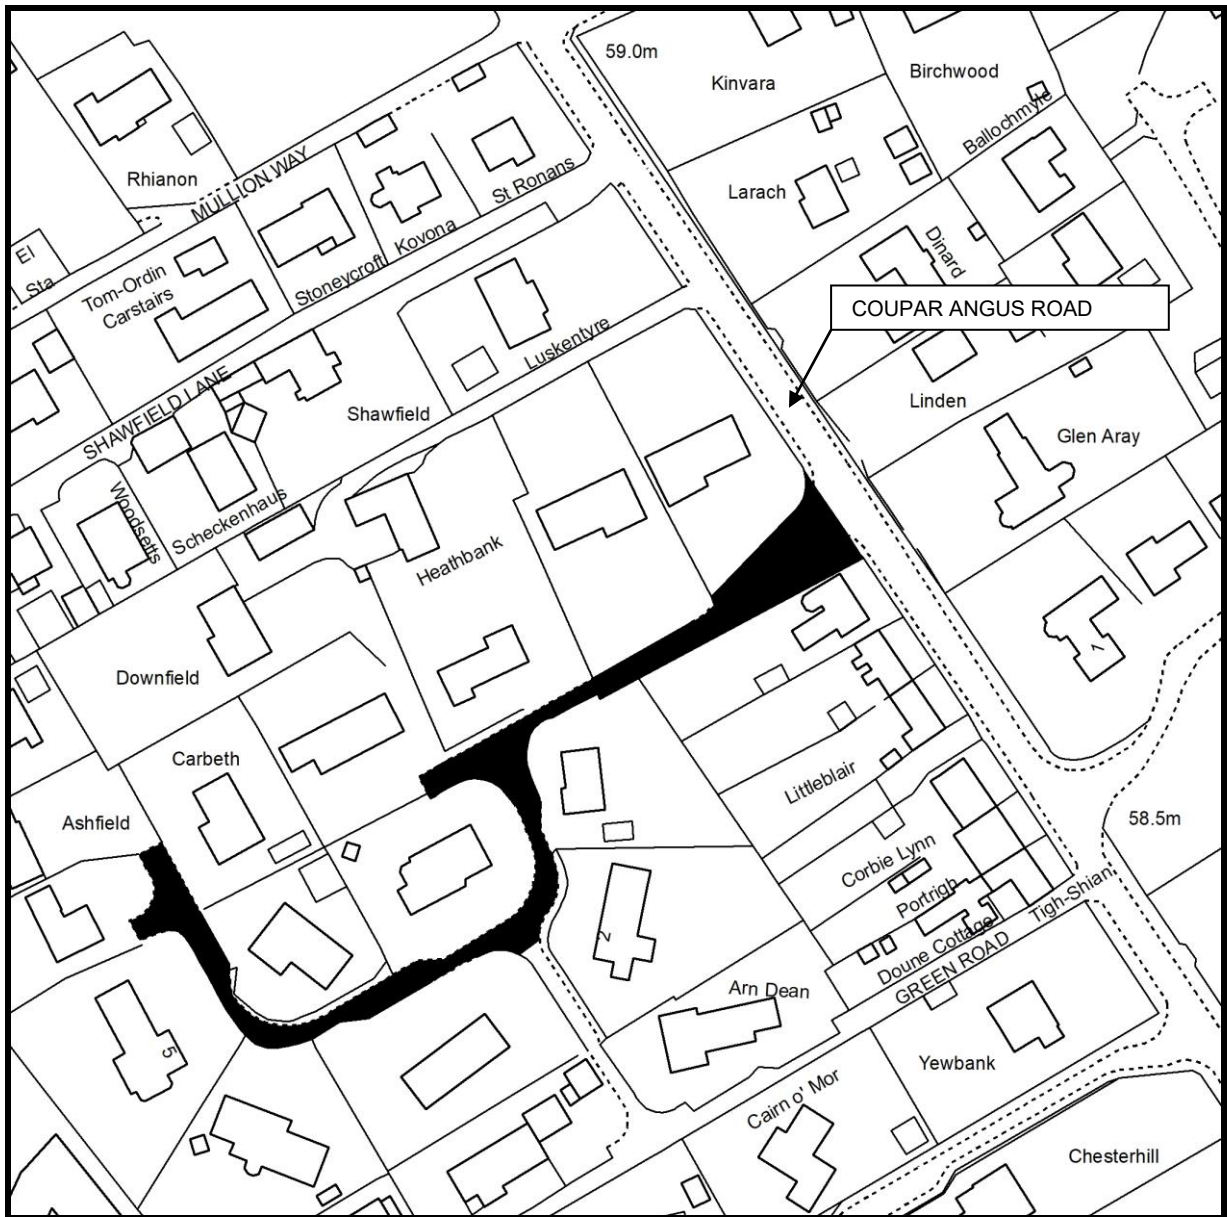 59.0m
Kinvara
Birchwood
Ballochmyle
Rhianon
MULLION WAY
St Ronans
Larach
Kovona
Dinard
El
Sta
Tom-Ordin
Carstairs
Stoneycroft
COUPAR ANGUS ROAD
Luskentyre
SHAWFIELD LANE
Shawfield
Linden
Glen Aray
Woodsetts
Scheckenhaus
Heathbank
1
Downfield
Carbeth
Littleblair
Ashfield
58.5m
Corbie Lynn
Portrigh
Tigh-Shian
2
Doune Cottage
GREEN ROAD
Arn Dean
5
Yewbank
Cairn o' Mor
Chesterhill